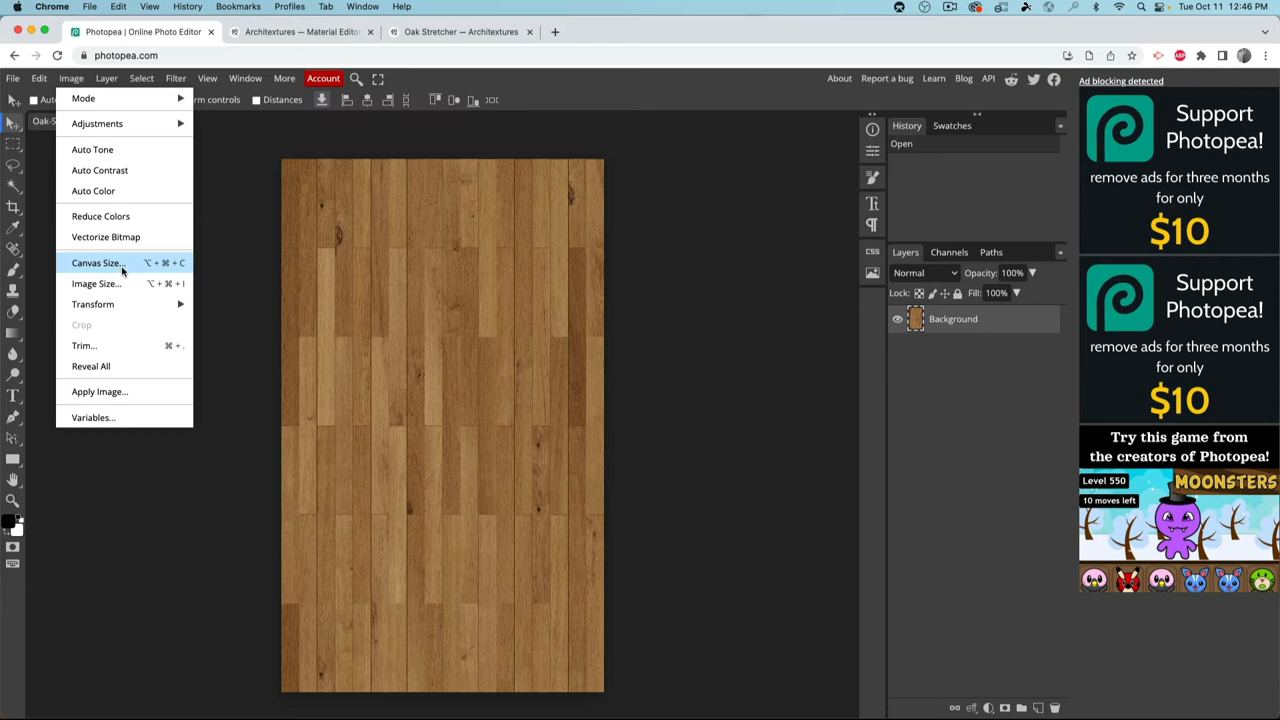 Chrome File Edit View History Bookmarks Profiles Tab Window Help Tue Oct 11 12:46 PM
Photopea | Online Photo Editor Architextures — Material Editor Oak Stretcher — Architextures
photopea.com
File Edit Image Layer Select Filter View Window More Account About Report a bug Learn Blog API
Ad blocking detected
Distances
Mode
Adjustments
Auto Tone
Auto Contrast
Auto Color
Reduce Colors
Vectorize Bitmap
Canvas Size... ⌥ + ⌘ + C
Image Size... ⌥ + ⌘ + I
Transform
Crop
Trim... ⌘ + .
Reveal All
Apply Image...
Variables...
History Swatches
Open
CSS
Layers Channels Paths
Normal Opacity: 100%
Lock: Fill: 100%
Background
Support
Photopea!
remove ads for three months
for only
$10
Support
Photopea!
remove ads for three months
for only
$10
Try this game from
the creators of Photopea!
Level 550
MOONSTERS
10 moves left